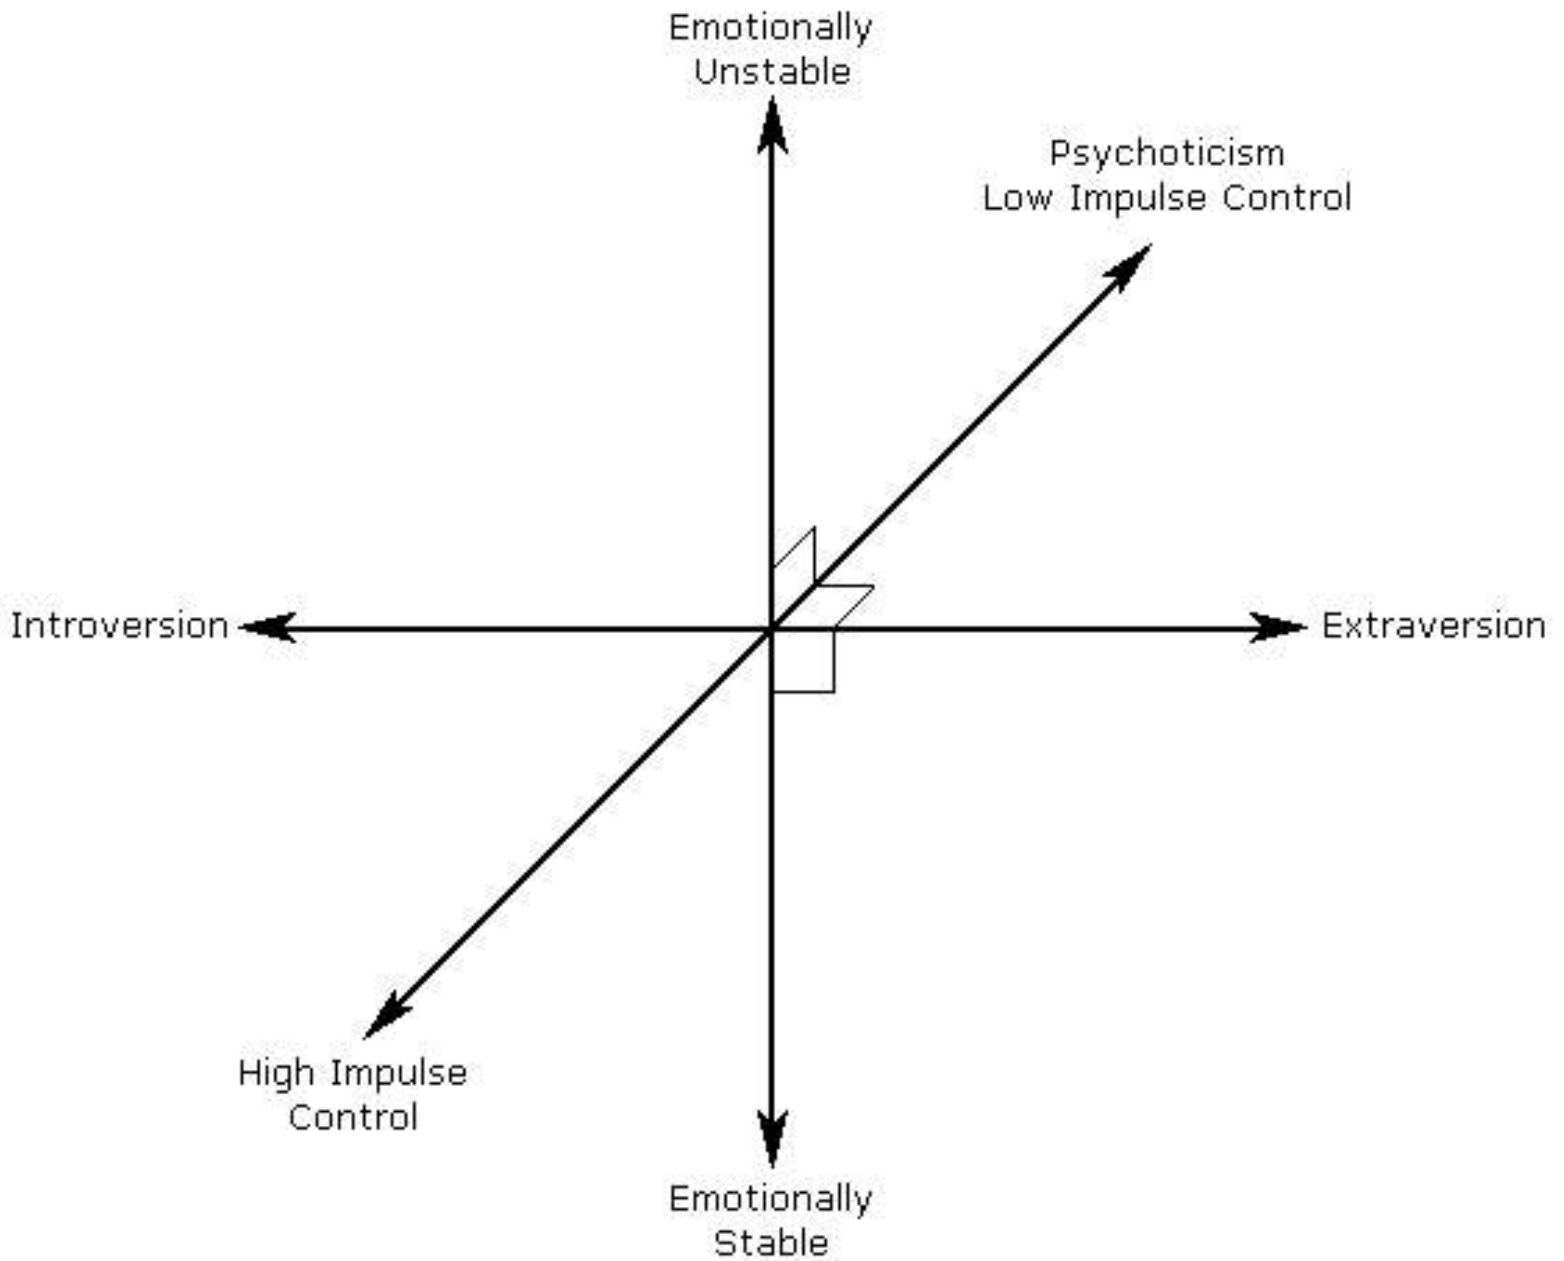 Emotionally
Unstable
Psychoticism
Low Impulse Control
Introversion
Extraversion
High Impulse
Control
Emotionally
Stable